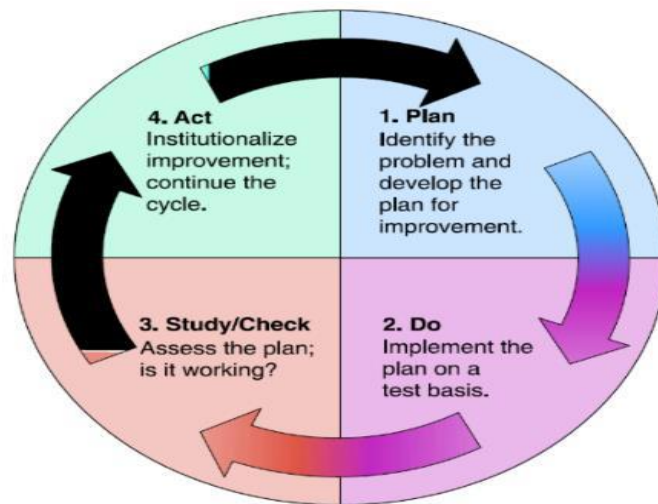 4. Act
Institutionalize
improvement;
continue the
cycle.
1. Plan
Identify the
problem and
develop the
plan for
improvement.
3. Study/Check
Assess the plan;
is it working?
2. Do
Implement the
plan on a
test basis.